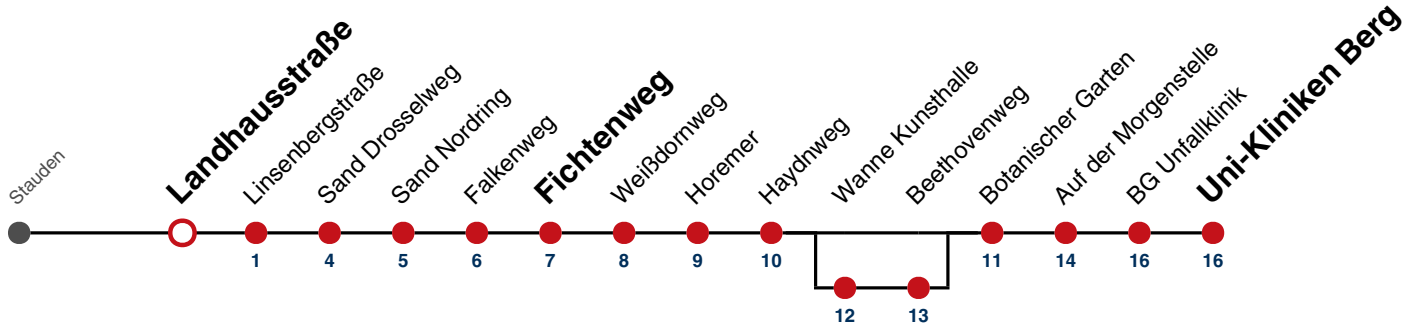 Stauden
Landhausstraße
Linsenbergstraße
Sand Drosselweg
Sand Nordring
Falkenweg
Fichtenweg
Weißdornweg
Horemer
Haydnweg
Wanne Kunsthalle
Beethovenweg
Botanischer Garten
Auf der Morgenstelle
BG Unfallklinik
Uni-Kliniken Berg
1 4 5 6 7 8 9 10 11 14 16 16
12 13